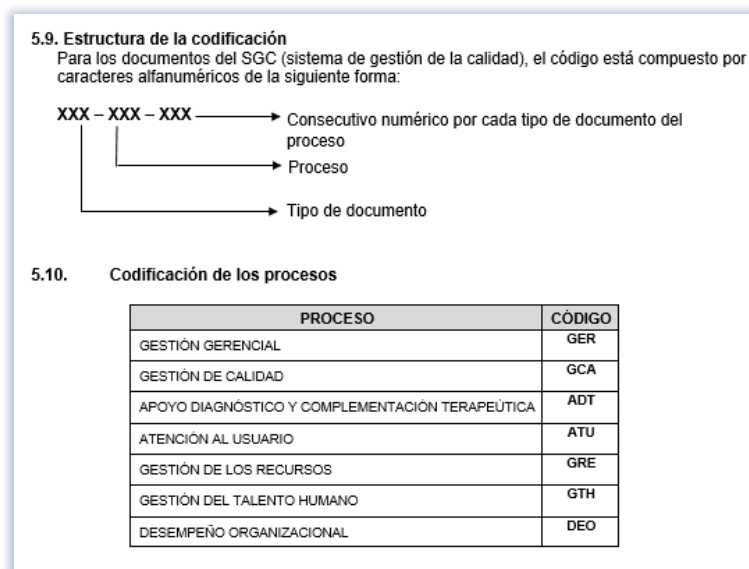 5.9. Estructura de la codificación
Para los documentos del SGC (sistema de gestión de la calidad), el código está compuesto por
caracteres alfanuméricos de la siguiente forma:
XXX – XXX – XXX
Consecutivo numérico por cada tipo de documento del
proceso
Proceso
Tipo de documento
5.10. Codificación de los procesos
PROCESO CÓDIGO
GESTIÓN GERENCIAL GER
GESTIÓN DE CALIDAD GCA
APOYO DIAGNÓSTICO Y COMPLEMENTACIÓN TERAPEÚTICA ADT
ATENCIÓN AL USUARIO ATU
GESTIÓN DE LOS RECURSOS GRE
GESTIÓN DEL TALENTO HUMANO GTH
DESEMPEÑO ORGANIZACIONAL DEO